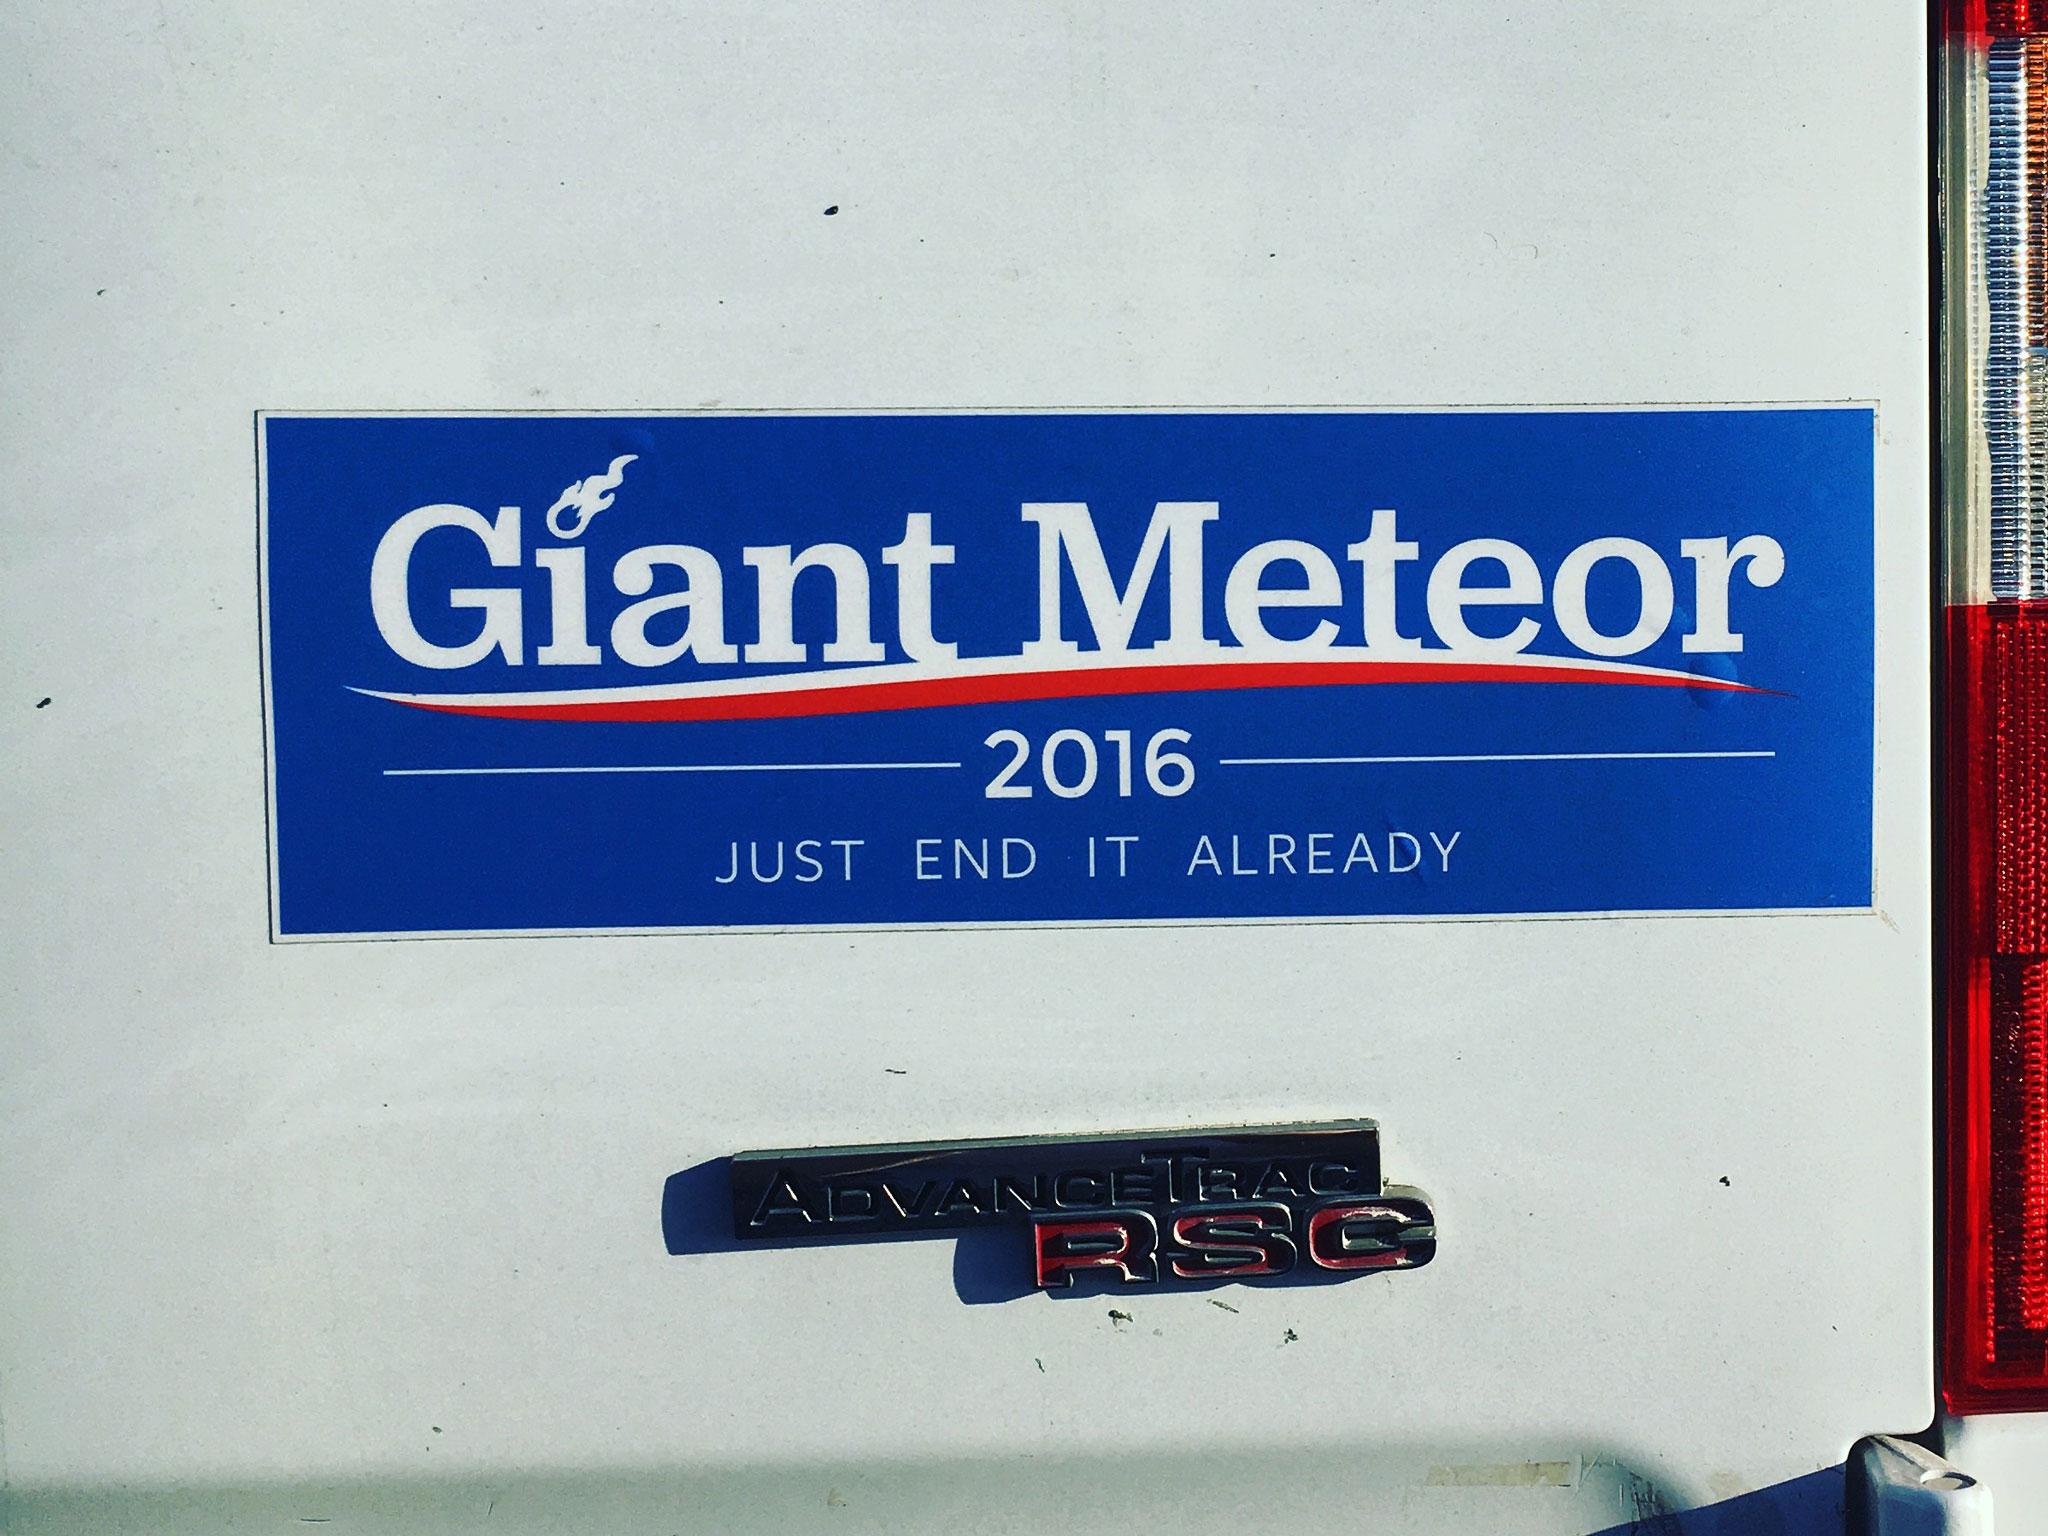 Giant Meteor
2016
JUST END IT ALREADY
ADVANCETRAC
RSC